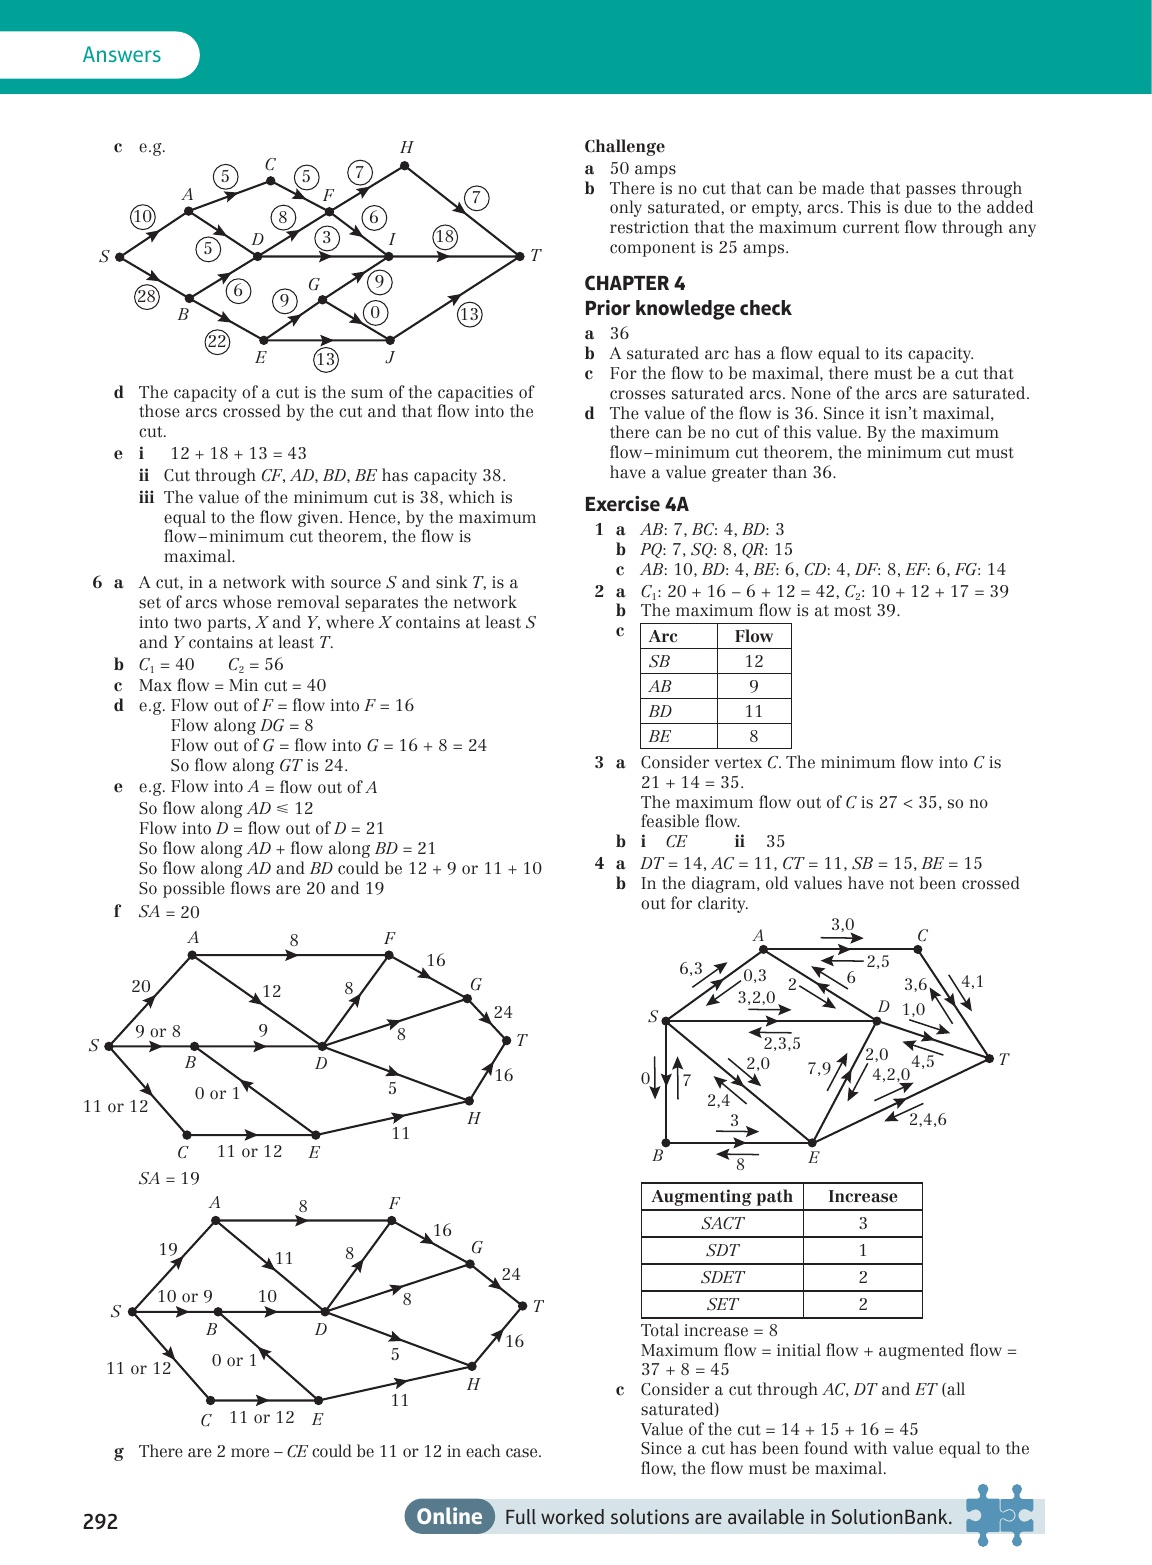 Answers
c e.g.
H
C
5
5
7
A
F
7
10
8
6
D
3
I
18
5
S
T
G
9
28
6
9
0
13
B
22
E
13
J
d The capacity of a cut is the sum of the capacities of
those arcs crossed by the cut and that flow into the
cut.
e i 12 + 18 + 13 = 43
ii Cut through CF, AD, BD, BE has capacity 38.
iii The value of the minimum cut is 38, which is
equal to the flow given. Hence, by the maximum
flow–minimum cut theorem, the flow is
maximal.
6 a A cut, in a network with source S and sink T, is a
set of arcs whose removal separates the network
into two parts, X and Y, where X contains at least S
and Y contains at least T.
b C₁ = 40 C₂ = 56
c Max flow = Min cut = 40
d e.g. Flow out of F = flow into F = 16
Flow along DG = 8
Flow out of G = flow into G = 16 + 8 = 24
So flow along GT is 24.
e e.g. Flow into A = flow out of A
So flow along AD ⩽ 12
Flow into D = flow out of D = 21
So flow along AD + flow along BD = 21
So flow along AD and BD could be 12 + 9 or 11 + 10
So possible flows are 20 and 19
f SA = 20
A
8
F
16
G
20
12
8
24
9 or 8
9
8
S
T
B
D
16
0 or 1
5
11 or 12
H
11
C
11 or 12
E
SA = 19
A
8
F
16
G
19
11
8
24
10 or 9
10
8
S
T
B
D
16
0 or 1
5
11 or 12
H
11
C
11 or 12
E
g There are 2 more – CE could be 11 or 12 in each case.
Challenge
a 50 amps
b There is no cut that can be made that passes through
only saturated, or empty, arcs. This is due to the added
restriction that the maximum current flow through any
component is 25 amps.
CHAPTER 4
Prior knowledge check
a 36
b A saturated arc has a flow equal to its capacity.
c For the flow to be maximal, there must be a cut that
crosses saturated arcs. None of the arcs are saturated.
d The value of the flow is 36. Since it isn’t maximal,
there can be no cut of this value. By the maximum
flow–minimum cut theorem, the minimum cut must
have a value greater than 36.
Exercise 4A
1 a AB: 7, BC: 4, BD: 3
b PQ: 7, SQ: 8, QR: 15
c AB: 10, BD: 4, BE: 6, CD: 4, DF: 8, EF: 6, FG: 14
2 a C₁: 20 + 16 – 6 + 12 = 42, C₂: 10 + 12 + 17 = 39
b The maximum flow is at most 39.
c Arc Flow
SB 12
AB 9
BD 11
BE 8
3 a Consider vertex C. The minimum flow into C is
21 + 14 = 35.
The maximum flow out of C is 27 < 35, so no
feasible flow.
b i CE ii 35
4 a DT = 14, AC = 11, CT = 11, SB = 15, BE = 15
b In the diagram, old values have not been crossed
out for clarity.
3,0
A
C
2,5
6,3
0,3
2
6
3,6
4,1
3,2,0
D
1,0
S
2,3,5
T
2,0
2,0
4,5
0
7
7,9
4,2,0
2,4
3
2,4,6
B
8
E
Augmenting path Increase
SACT 3
SDT 1
SDET 2
SET 2
Total increase = 8
Maximum flow = initial flow + augmented flow =
37 + 8 = 45
c Consider a cut through AC, DT and ET (all
saturated)
Value of the cut = 14 + 15 + 16 = 45
Since a cut has been found with value equal to the
flow, the flow must be maximal.
292
Online Full worked solutions are available in SolutionBank.